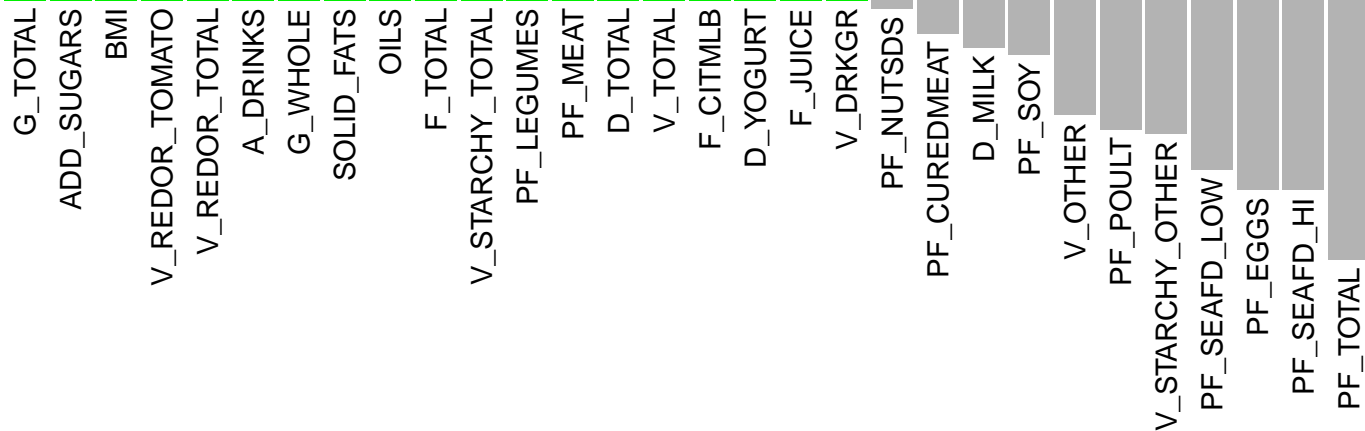 G_TOTAL
ADD_SUGARS
BMI
V_REDOR_TOMATO
V_REDOR_TOTAL
A_DRINKS
G_WHOLE
SOLID_FATS
OILS
F_TOTAL
V_STARCHY_TOTAL
PF_LEGUMES
PF_MEAT
D_TOTAL
V_TOTAL
F_CITMLB
D_YOGURT
F_JUICE
V_DRKGR
PF_NUTSDS
PF_CUREDMEAT
D_MILK
PF_SOY
V_OTHER
PF_POULT
V_STARCHY_OTHER
PF_SEAFD_LOW
PF_EGGS
PF_SEAFD_HI
PF_TOTAL